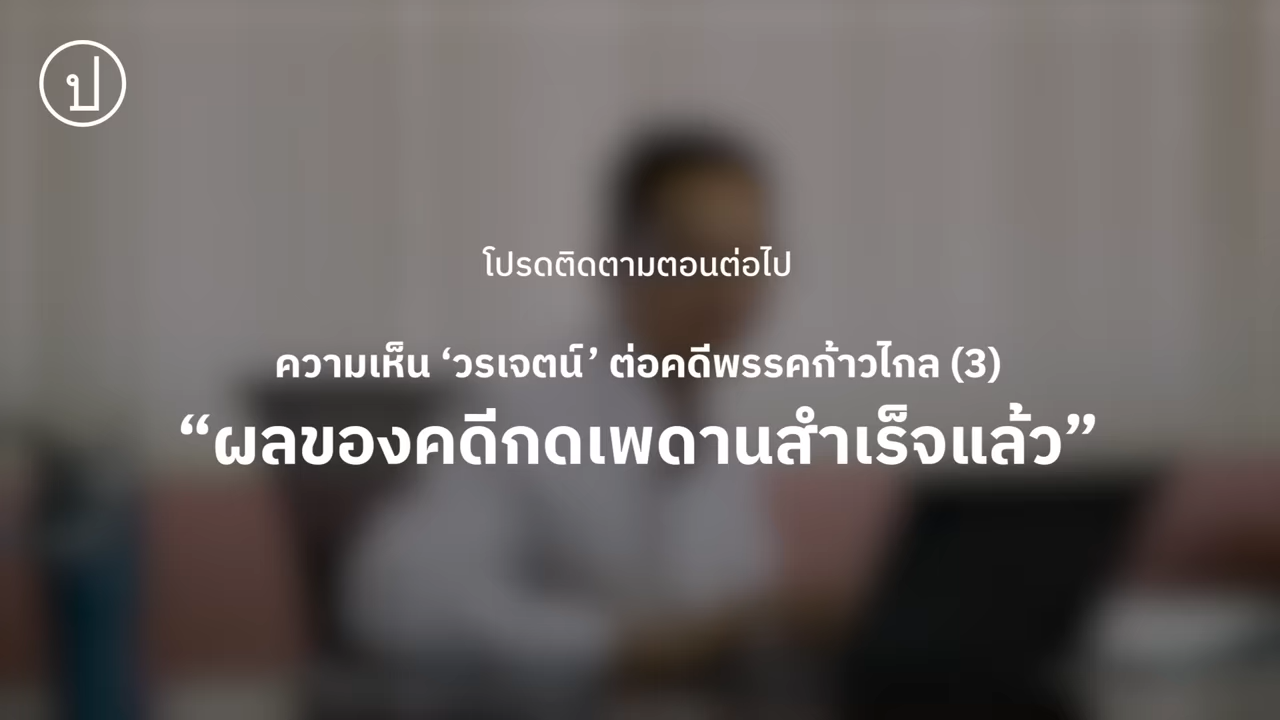 ป
โปรดติดตามตอนต่อไป
ความเห็น ‘วรเจตน์’ ต่อคดีพรรคก้าวไกล (3)
“ผลของคดีกดเพดานสำเร็จแล้ว”